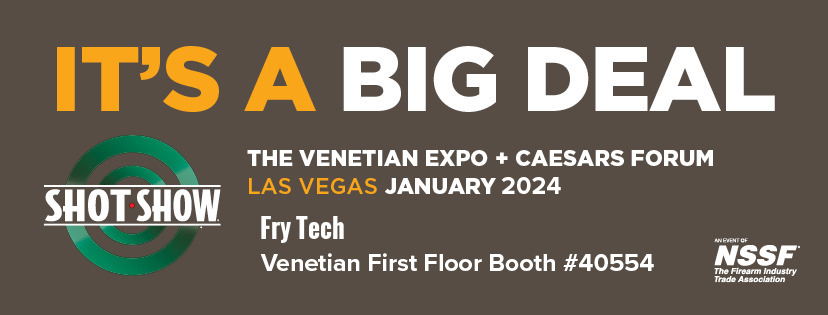 IT'S A BIG DEAL
SHOT SHOW
THE VENETIAN EXPO + CAESARS FORUM
LAS VEGAS JANUARY 2024
Fry Tech
Venetian First Floor Booth #40554
AN EVENT OF
NSSF®
The Firearm Industry
Trade Association